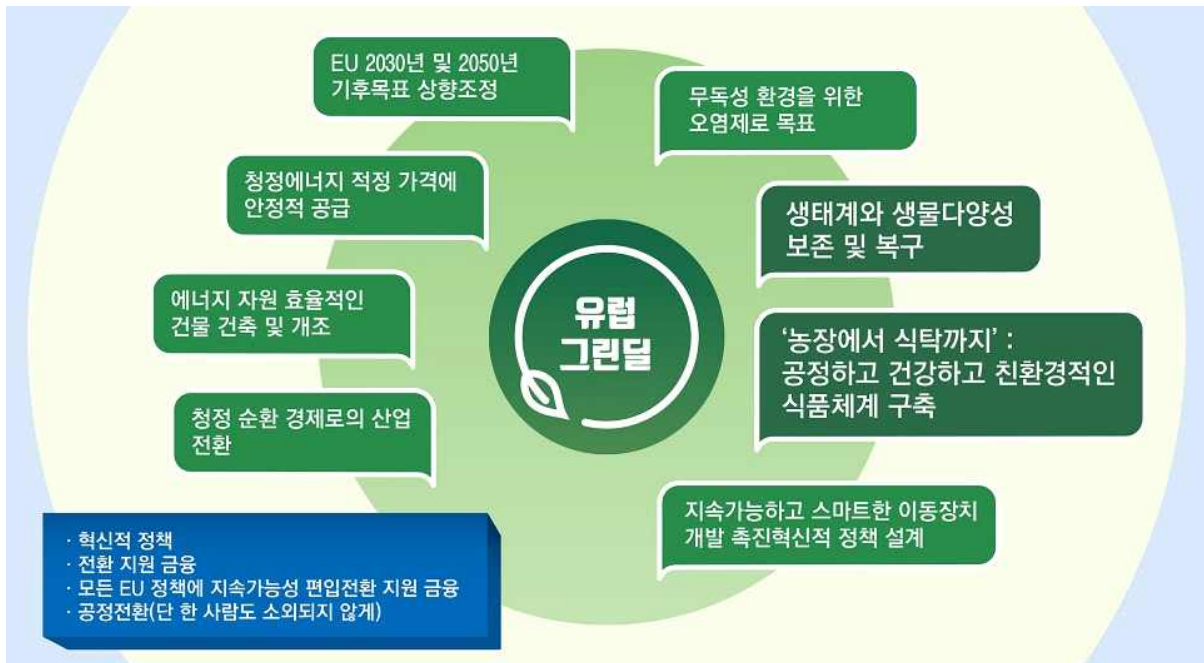 EU 2030년 및 2050년
기후목표 상향조정
무독성 환경을 위한
오염제로 목표
청정에너지 적정 가격에
안정적 공급
생태계와 생물다양성
보존 및 복구
에너지 자원 효율적인
건물 건축 및 개조
유럽
그린딜
‘농장에서 식탁까지’ :
공정하고 건강하고 친환경적인
식품체계 구축
청정 순환 경제로의 산업
전환
지속가능하고 스마트한 이동장치
개발 촉진혁신적 정책 설계
· 혁신적 정책
· 전환 지원 금융
· 모든 EU 정책에 지속가능성 편입전환 지원 금융
· 공정전환(단 한 사람도 소외되지 않게)